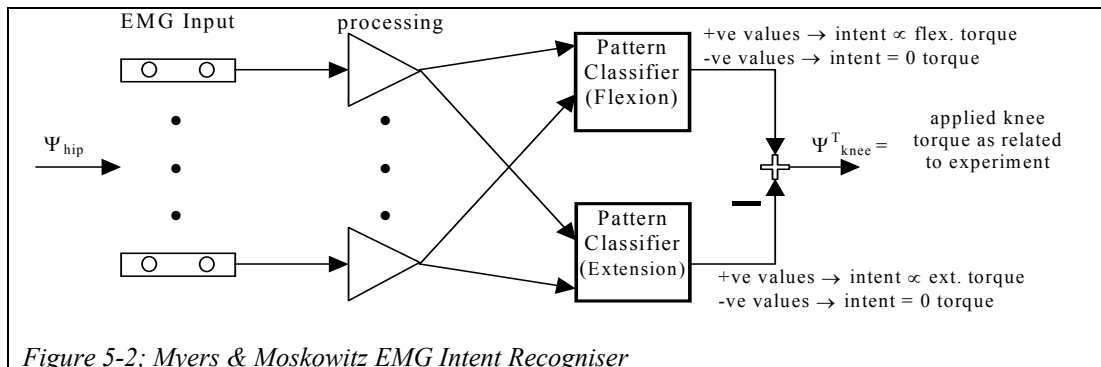 EMG Input
processing
+ve values → intent ∝ flex. torque
-ve values → intent = 0 torque
Pattern
Classifier
(Flexion)
Ψhip
ΨTknee =
applied knee
torque as related
to experiment
Pattern
Classifier
(Extension)
+ve values → intent ∝ ext. torque
-ve values → intent = 0 torque
Figure 5-2; Myers & Moskowitz EMG Intent Recogniser